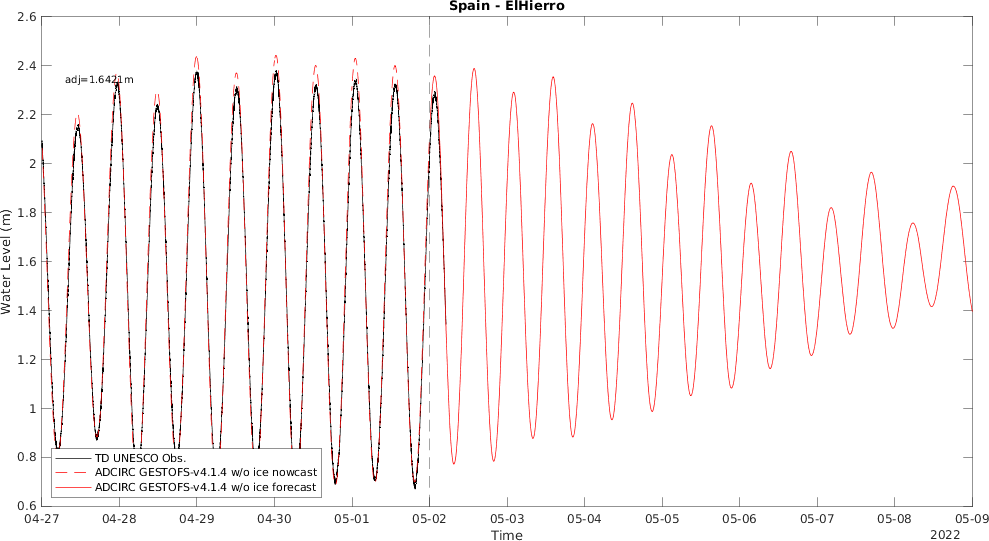 Spain - ElHierro
2.6
2.4
2.2
2
1.8
1.6
1.4
1.2
1
0.8
0.6
Water Level (m)
adj=1.6421m
TD UNESCO Obs.
ADCIRC GESTOFS-v4.1.4 w/o ice nowcast
ADCIRC GESTOFS-v4.1.4 w/o ice forecast
04-27 04-28 04-29 04-30 05-01 05-02 05-03 05-04 05-05 05-06 05-07 05-08 05-09
Time
2022